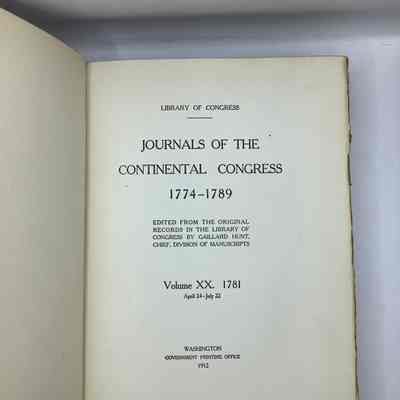 LIBRARY OF CONGRESS
JOURNALS OF THE
CONTINENTAL CONGRESS
1774–1789
EDITED FROM THE ORIGINAL
RECORDS IN THE LIBRARY OF
CONGRESS BY GAILLARD HUNT,
CHIEF, DIVISION OF MANUSCRIPTS
Volume XX. 1781
April 24–July 22
WASHINGTON
GOVERNMENT PRINTING OFFICE
1912